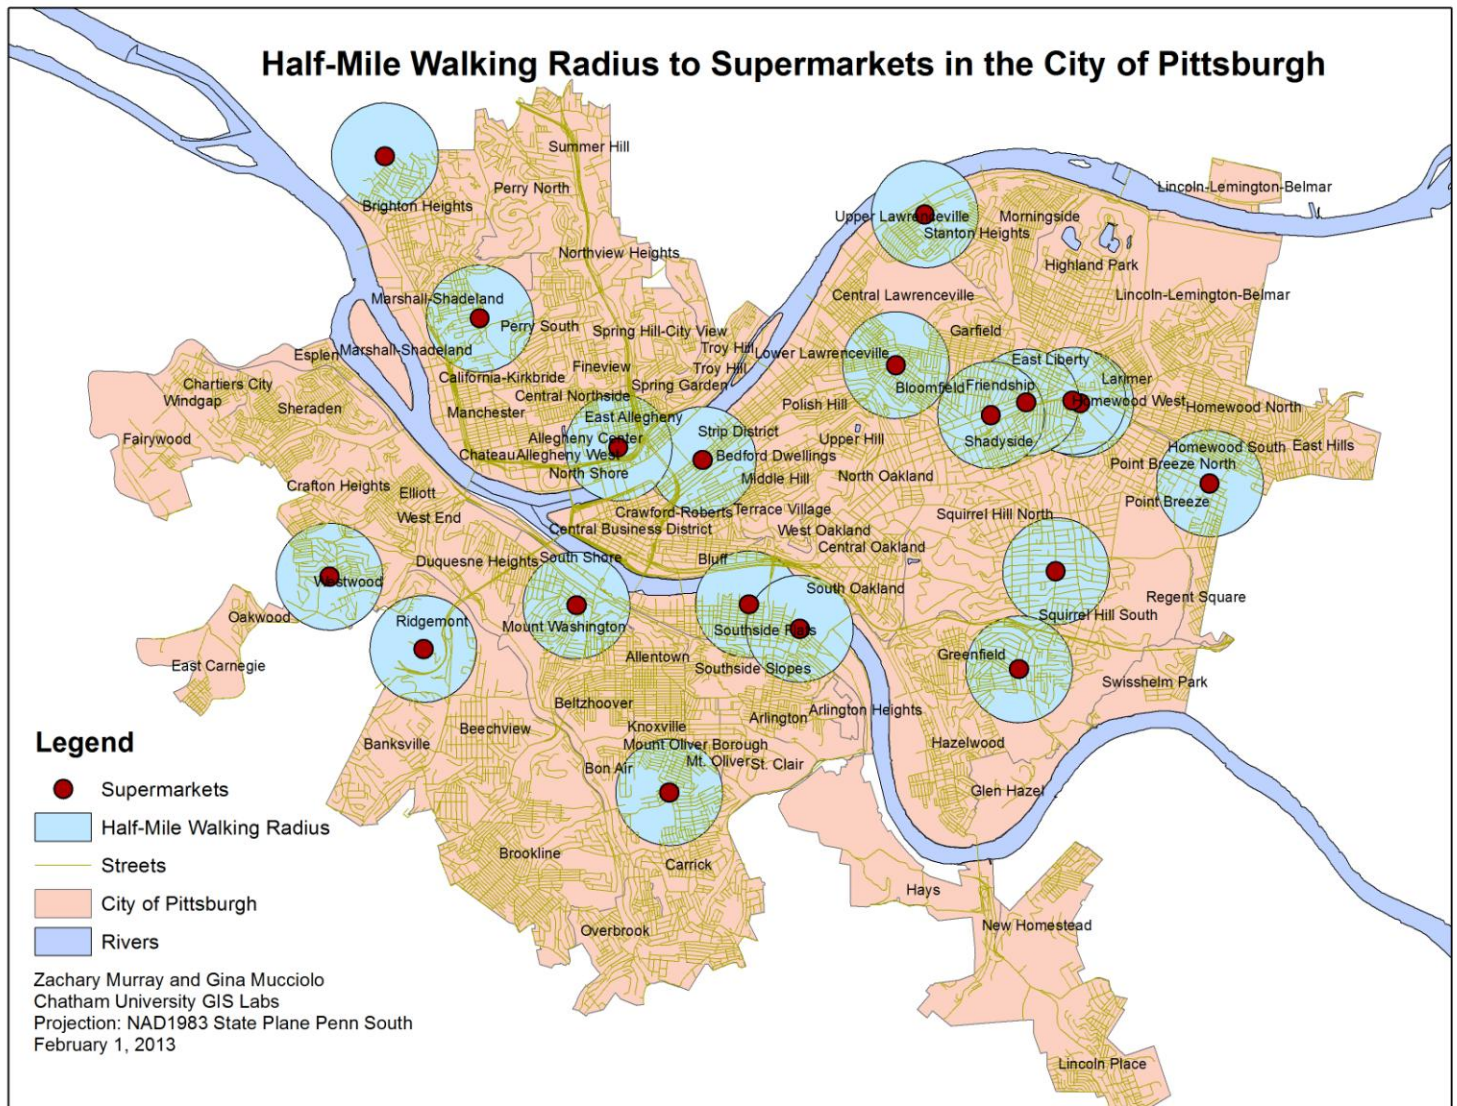 Half-Mile Walking Radius to Supermarkets in the City of Pittsburgh
Summer Hill
Perry North
Lincoln-Lemington-Belmar
Brighton Heights
Upper Lawrenceville
Morningside
Stanton Heights
Northview Heights
Highland Park
Marshall-Shadeland
Central Lawrenceville
Lincoln-Lemington-Belmar
Perry South
Spring Hill-City View
Garfield
Esplen
Marshall-Shadeland
Troy Hill
Lower Lawrenceville
East Liberty
Fineview
Troy Hill
California-Kirkbride
Spring Garden
Bloomfield
Friendship
Larimer
Chartiers City
Windgap
Central Northside
Homewood West
Sheraden
Manchester
East Allegheny
Polish Hill
Homewood North
Fairywood
Allegheny Center
Strip District
Upper Hill
Shadyside
Homewood South
East Hills
Chateau
Allegheny West
Bedford Dwellings
Point Breeze North
North Shore
Middle Hill
North Oakland
Crafton Heights
Elliott
Point Breeze
West End
Crawford-Roberts
Terrace Village
Squirrel Hill North
Central Business District
West Oakland
Central Oakland
Duquesne Heights
South Shore
Bluff
Westwood
South Oakland
Regent Square
Oakwood
Ridgemont
Mount Washington
Southside Flats
Squirrel Hill South
East Carnegie
Allentown
Southside Slopes
Greenfield
Swisshelm Park
Beltzhoover
Arlington
Arlington Heights
Beechview
Knoxville
Banksville
Mount Oliver Borough
Hazelwood
Bon Air
Mt. Oliver
St. Clair
Glen Hazel
Brookline
Carrick
Hays
Overbrook
New Homestead
Lincoln Place
Legend
Supermarkets
Half-Mile Walking Radius
Streets
City of Pittsburgh
Rivers
Zachary Murray and Gina Mucciolo
Chatham University GIS Labs
Projection: NAD1983 State Plane Penn South
February 1, 2013